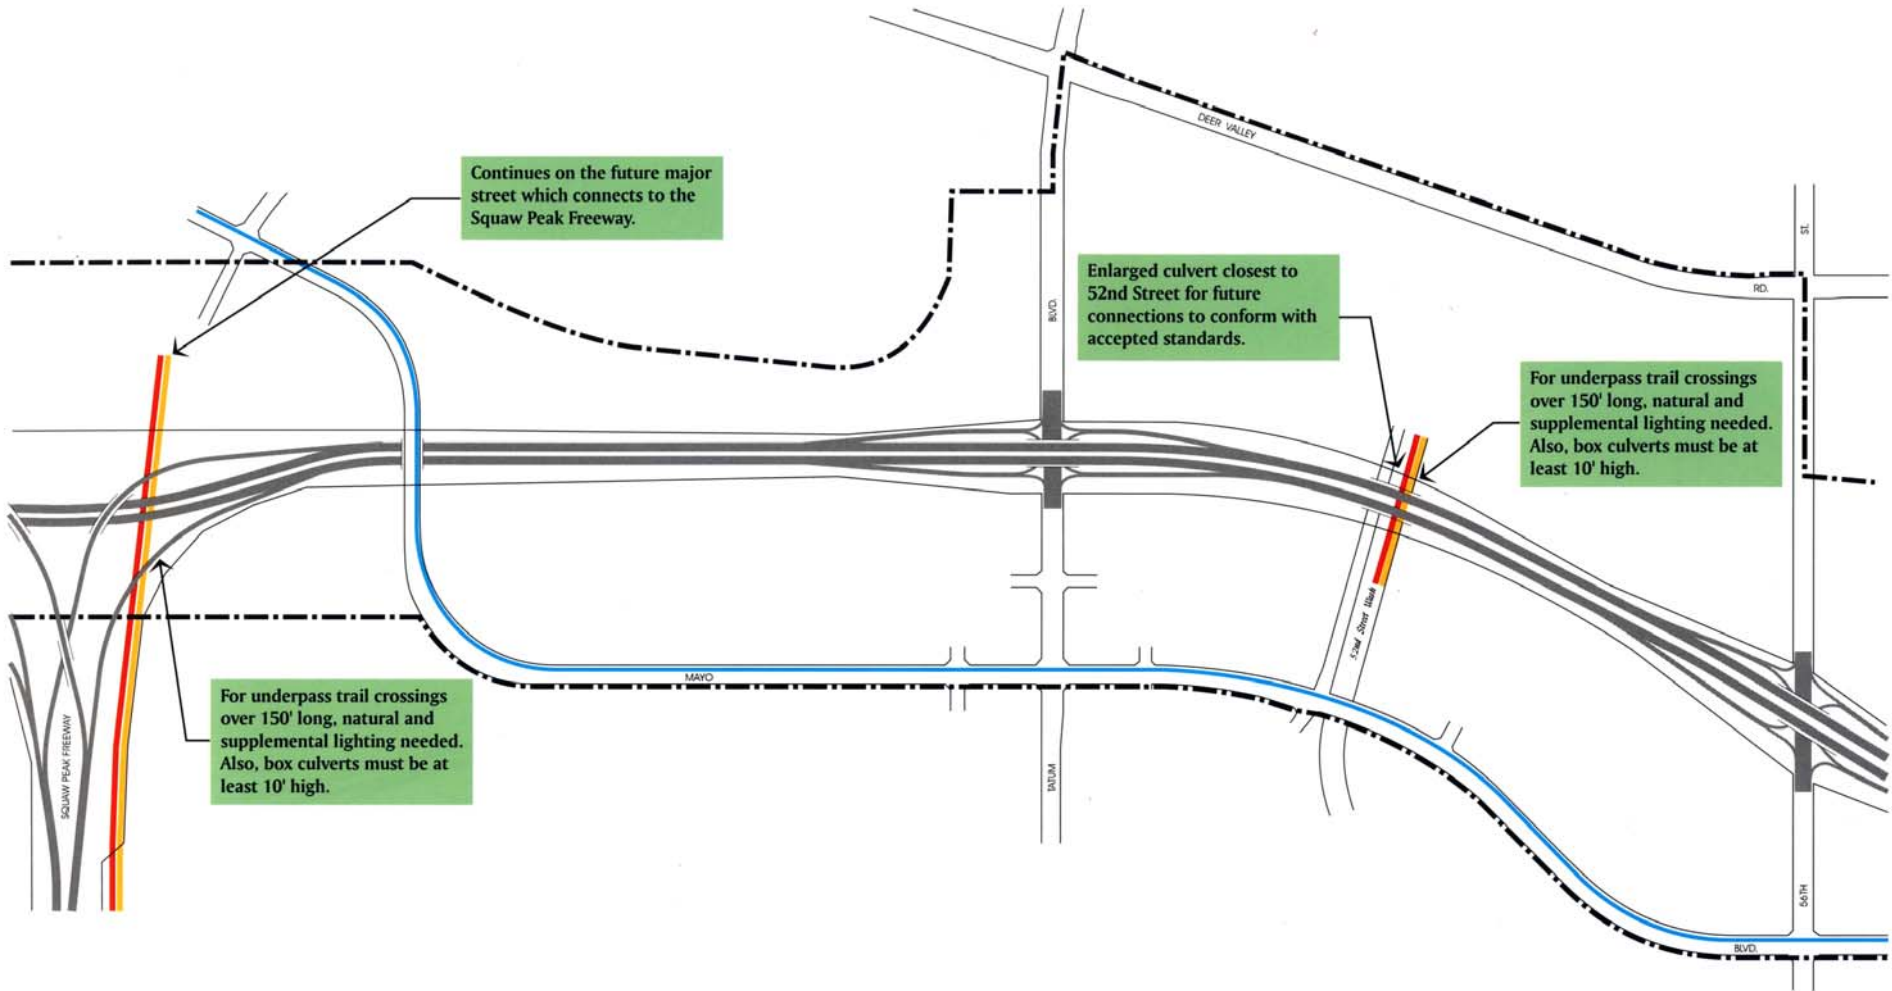 DEER VALLEY
Continues on the future major
street which connects to the
Squaw Peak Freeway.
ST.
Enlarged culvert closest to
52nd Street for future
connections to conform with
accepted standards.
RD.
BLVD.
For underpass trail crossings
over 150' long, natural and
supplemental lighting needed.
Also, box culverts must be at
least 10' high.
52nd Street Wash
MAYO
For underpass trail crossings
over 150' long, natural and
supplemental lighting needed.
Also, box culverts must be at
least 10' high.
SQUAW PEAK FREEWAY
TATUM
56TH
BLVD.